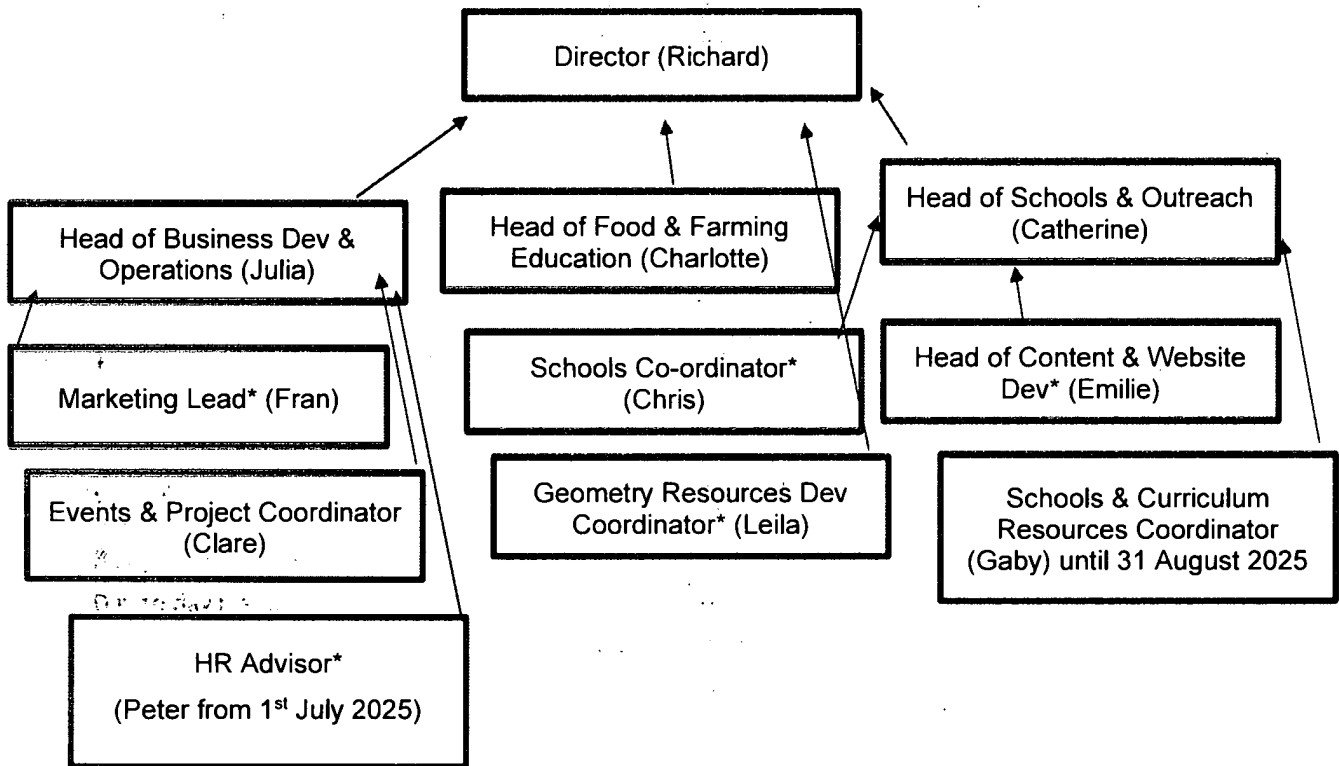 Director (Richard)
Head of Business Dev &
Operations (Julia)
Head of Food & Farming
Education (Charlotte)
Head of Schools & Outreach
(Catherine)
Marketing Lead* (Fran)
Schools Co-ordinator*
(Chris)
Head of Content & Website
Dev* (Emilie)
Events & Project Coordinator
(Clare)
Geometry Resources Dev
Coordinator* (Leila)
Schools & Curriculum
Resources Coordinator
(Gaby) until 31 August 2025
HR Advisor*
(Peter from 1st July 2025)